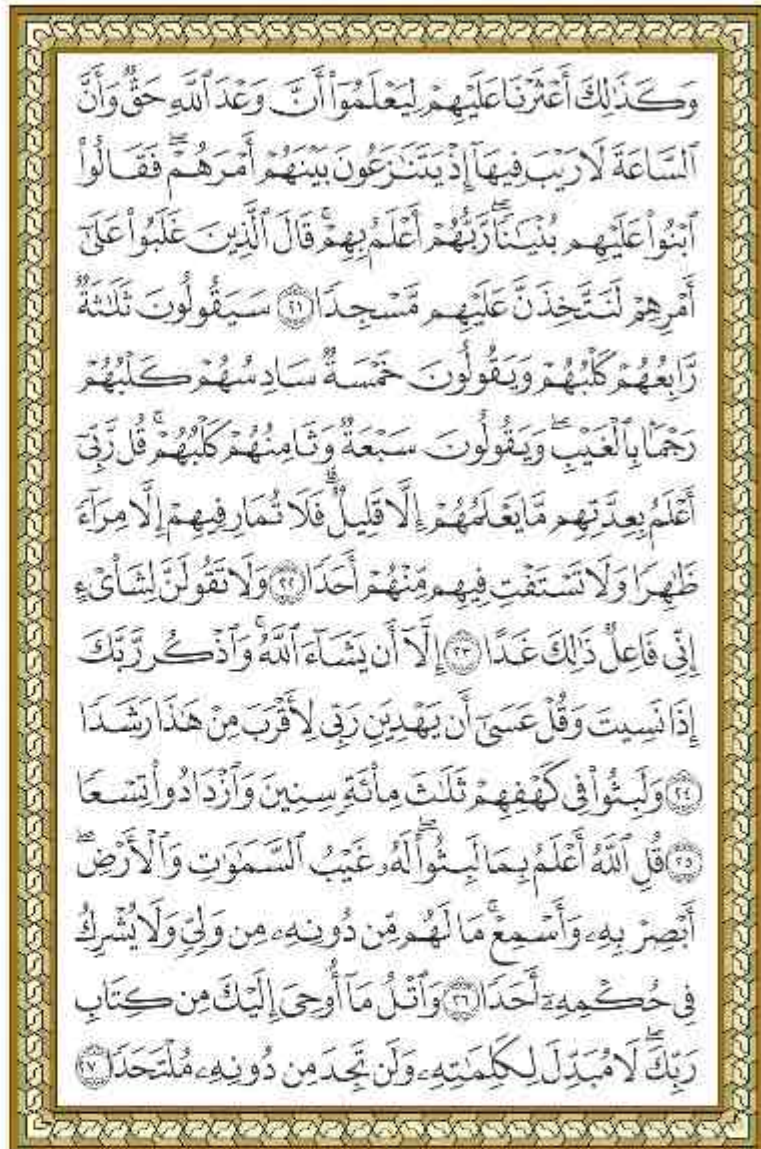 وَكَذَٰلِكَ أَعْثَرْنَا عَلَيْهِمْ لِيَعْلَمُوٓا۟ أَنَّ وَعْدَ ٱللَّهِ حَقٌّ وَأَنَّ
ٱلسَّاعَةَ لَا رَيْبَ فِيهَآ إِذْ يَتَنَٰزَعُونَ بَيْنَهُمْ أَمْرَهُمْ ۖ فَقَالُوا۟
ٱبْنُوا۟ عَلَيْهِم بُنْيَٰنًا ۖ رَّبُّهُمْ أَعْلَمُ بِهِمْ ۚ قَالَ ٱلَّذِينَ غَلَبُوا۟ عَلَىٰٓ
أَمْرِهِمْ لَنَتَّخِذَنَّ عَلَيْهِم مَّسْجِدًا ٢١ سَيَقُولُونَ ثَلَٰثَةٌ
رَّابِعُهُمْ كَلْبُهُمْ وَيَقُولُونَ خَمْسَةٌ سَادِسُهُمْ كَلْبُهُمْ
رَجْمًۢا بِٱلْغَيْبِ ۖ وَيَقُولُونَ سَبْعَةٌ وَثَامِنُهُمْ كَلْبُهُمْ ۚ قُل رَّبِّىٓ
أَعْلَمُ بِعِدَّتِهِم مَّا يَعْلَمُهُمْ إِلَّا قَلِيلٌ ۗ فَلَا تُمَارِ فِيهِمْ إِلَّا مِرَآءً
ظَٰهِرًا وَلَا تَسْتَفْتِ فِيهِم مِّنْهُمْ أَحَدًا ٢٢ وَلَا تَقُولَنَّ لِشَا۟ىْءٍ
إِنِّى فَاعِلٌ ذَٰلِكَ غَدًا ٢٣ إِلَّآ أَن يَشَآءَ ٱللَّهُ ۚ وَٱذْكُر رَّبَّكَ
إِذَا نَسِيتَ وَقُلْ عَسَىٰٓ أَن يَهْدِيَنِ رَبِّى لِأَقْرَبَ مِنْ هَٰذَا رَشَدًا
٢٤ وَلَبِثُوا۟ فِى كَهْفِهِمْ ثَلَٰثَ مِا۟ئَةٍ سِنِينَ وَٱزْدَادُوا۟ تِسْعًا
٢٥ قُلِ ٱللَّهُ أَعْلَمُ بِمَا لَبِثُوا۟ ۖ لَهُۥ غَيْبُ ٱلسَّمَٰوَٰتِ وَٱلْأَرْضِ ۖ
أَبْصِرْ بِهِۦ وَأَسْمِعْ ۚ مَا لَهُم مِّن دُونِهِۦ مِن وَلِىٍّ وَلَا يُشْرِكُ
فِى حُكْمِهِۦٓ أَحَدًا ٢٦ وَٱتْلُ مَآ أُوحِىَ إِلَيْكَ مِن كِتَابِ
رَبِّكَ ۖ لَا مُبَدِّلَ لِكَلِمَٰتِهِۦ وَلَن تَجِدَ مِن دُونِهِۦ مُلْتَحَدًا ٢٧